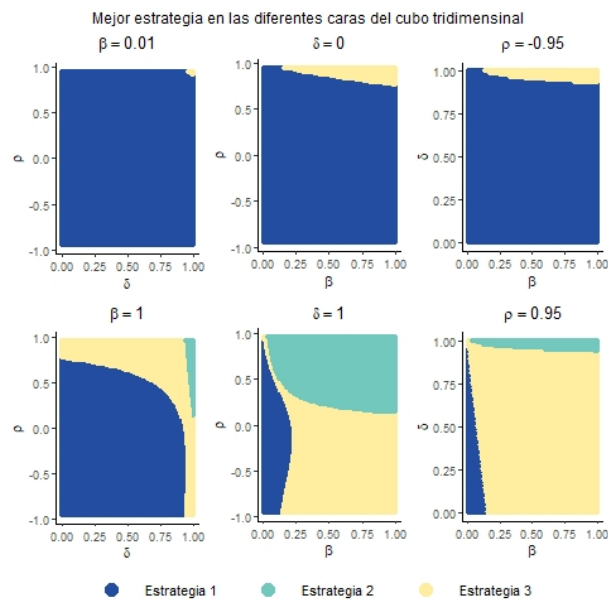 Mejor estrategia en las diferentes caras del cubo tridimensinal
β = 0.01
δ = 0
ρ = -0.95
1.0
0.5
0.0
-0.5
-1.0
ρ
0.00 0.25 0.50 0.75 1.00
δ
1.0
0.5
0.0
-0.5
-1.0
ρ
0.00 0.25 0.50 0.75 1.00
β
1.00
0.75
0.50
0.25
0.00
δ
0.00 0.25 0.50 0.75 1.00
β
β = 1
δ = 1
ρ = 0.95
1.0
0.5
0.0
-0.5
-1.0
ρ
0.00 0.25 0.50 0.75 1.00
δ
1.0
0.5
0.0
-0.5
-1.0
ρ
0.00 0.25 0.50 0.75 1.00
β
1.00
0.75
0.50
0.25
0.00
δ
0.00 0.25 0.50 0.75 1.00
β
Estrategia 1 Estrategia 2 Estrategia 3